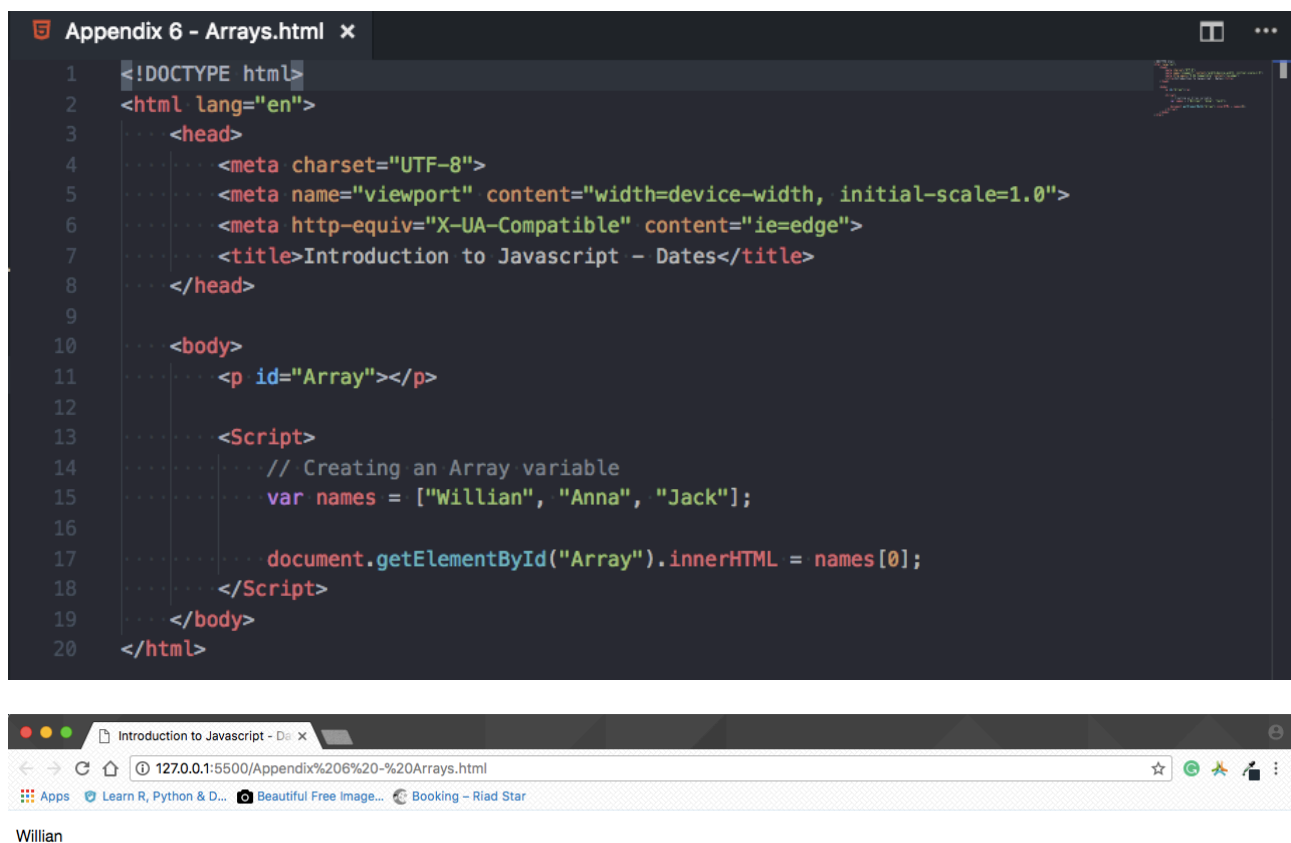 Appendix 6 - Arrays.html ×
1 <!DOCTYPE html>
2 <html lang="en">
3 <head>
4 <meta charset="UTF-8">
5 <meta name="viewport" content="width=device-width, initial-scale=1.0">
6 <meta http-equiv="X-UA-Compatible" content="ie=edge">
7 <title>Introduction to Javascript - Dates</title>
8 </head>
9
10 <body>
11 <p id="Array"></p>
12
13 <Script>
14 // Creating an Array variable
15 var names = ["Willian", "Anna", "Jack"];
16
17 document.getElementById("Array").innerHTML = names[0];
18 </Script>
19 </body>
20 </html>
Introduction to Javascript - Da ×
127.0.0.1:5500/Appendix%206%20-%20Arrays.html
Apps Learn R, Python & D... Beautiful Free Image... Booking – Riad Star
Willian